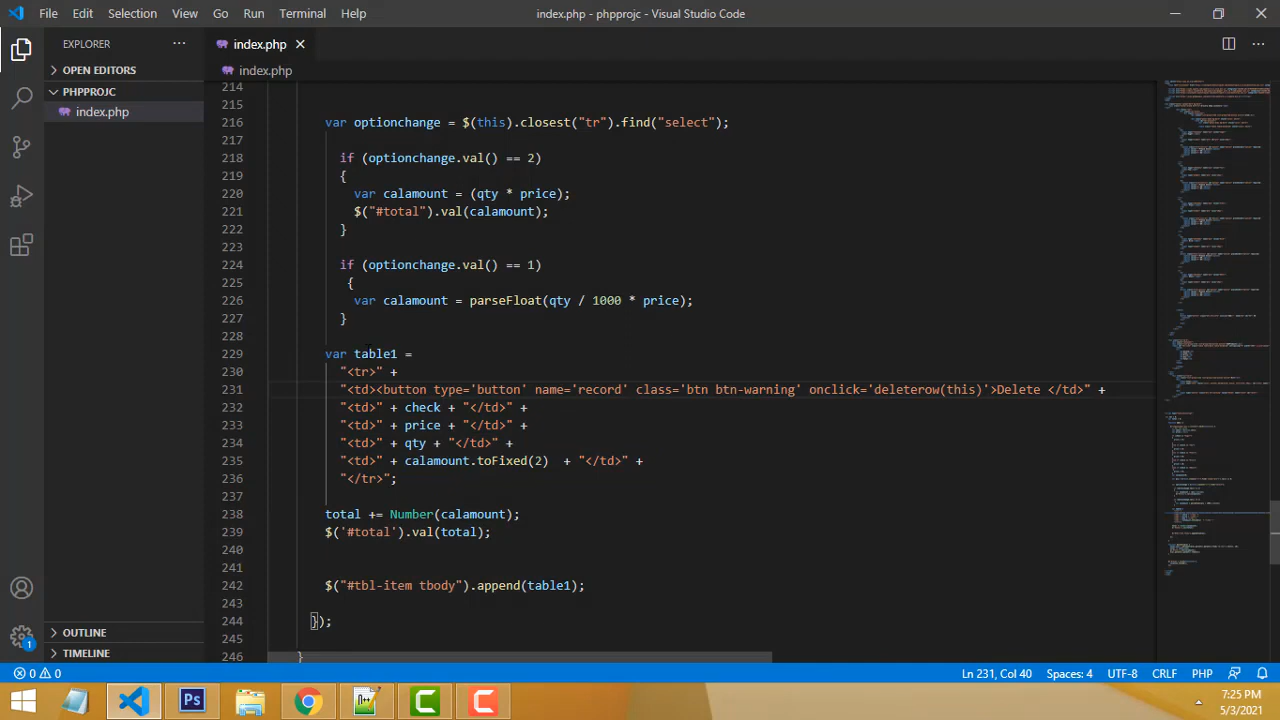 File Edit Selection View Go Run Terminal Help index.php - phpprojc - Visual Studio Code
EXPLORER
OPEN EDITORS
PHPPROJC
index.php
OUTLINE
TIMELINE
index.php
index.php
214
215
216 var optionchange = $(this).closest("tr").find("select");
217
218 if (optionchange.val() == 2)
219 {
220 var calamount = (qty * price);
221 $("#total").val(calamount);
222 }
223
224 if (optionchange.val() == 1)
225 {
226 var calamount = parseFloat(qty / 1000 * price);
227 }
228
229 var table1 =
230 "<tr>" +
231 "<td><button type='button' name='record' class='btn btn-warning' onclick='deleterow(this)'>Delete </td>" +
232 "<td>" + check + "</td>" +
233 "<td>" + price + "</td>" +
234 "<td>" + qty + "</td>" +
235 "<td>" + calamount.toFixed(2) + "</td>" +
236 "</tr>";
237
238 total += Number(calamount);
239 $('#total').val(total);
240
241
242 $("#tbl-item tbody").append(table1);
243
244 });
245
246 }
1
0 0 Ln 231, Col 40 Spaces: 4 UTF-8 CRLF PHP
Ps
7:25 PM
5/3/2021